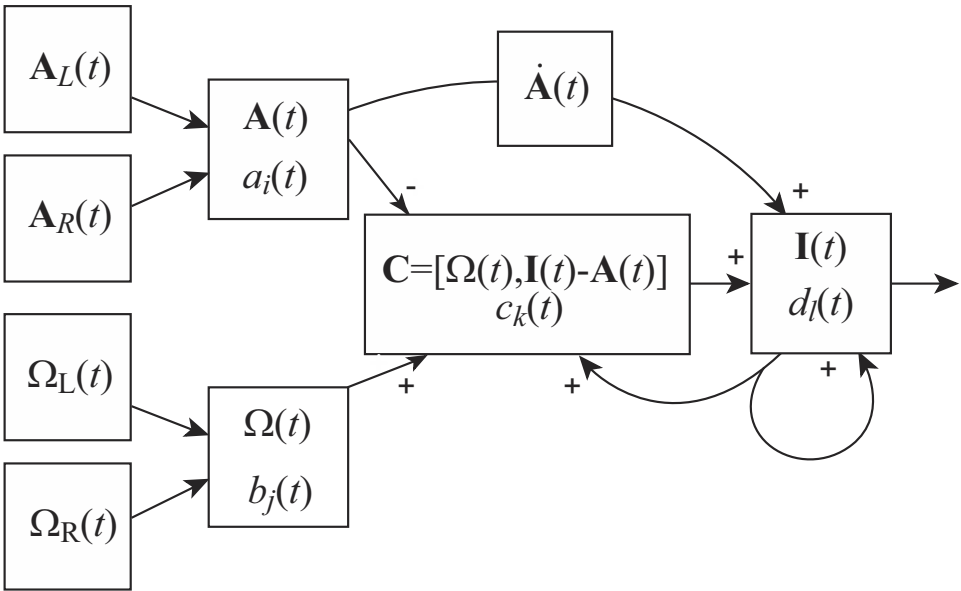 A_L(t)
A_R(t)
A(t)
a_i(t)
Ȧ(t)
-
+
C=[Ω(t),I(t)-A(t)]
c_k(t)
+
I(t)
d_l(t)
+
+
+
Ω_L(t)
Ω_R(t)
Ω(t)
b_j(t)